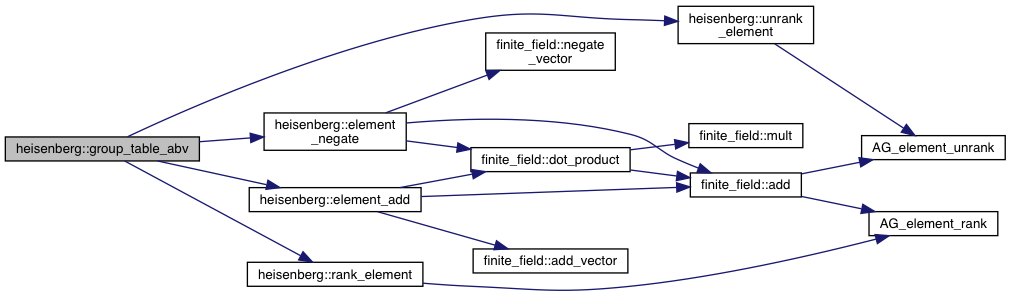 heisenberg::unrank
_element
finite_field::negate
_vector
heisenberg::element
_negate
finite_field::mult
heisenberg::group_table_abv
AG_element_unrank
finite_field::dot_product
finite_field::add
heisenberg::element_add
AG_element_rank
finite_field::add_vector
heisenberg::rank_element